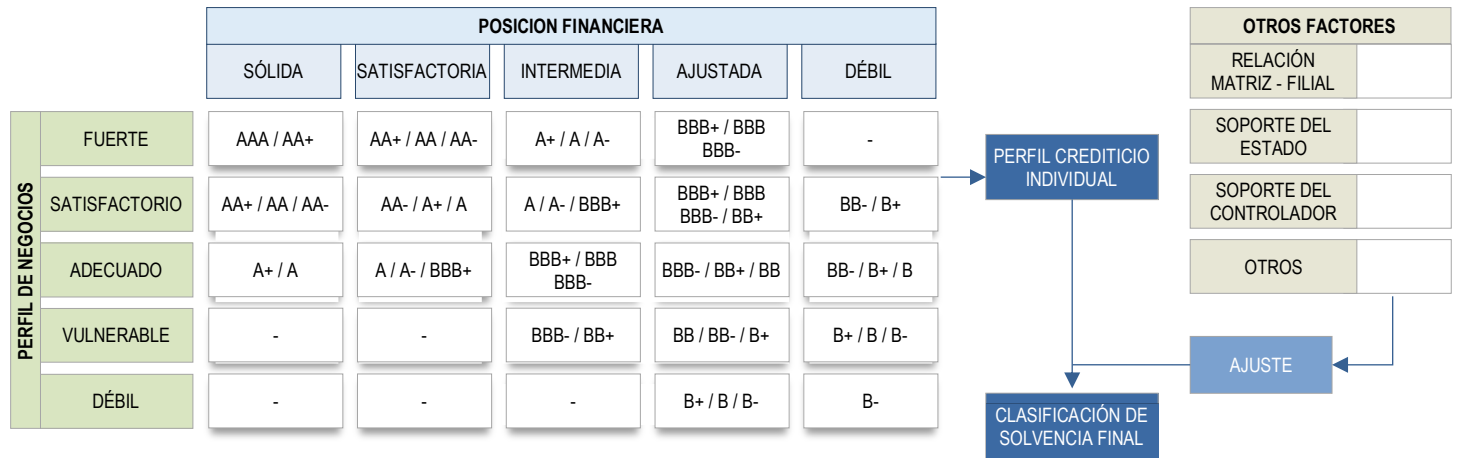 POSICION FINANCIERA
SÓLIDA
SATISFACTORIA
INTERMEDIA
AJUSTADA
DÉBIL
PERFIL DE NEGOCIOS
FUERTE
AAA / AA+
AA+ / AA / AA-
A+ / A / A-
BBB+ / BBB
BBB-
-
SATISFACTORIO
AA+ / AA / AA-
AA- / A+ / A
A / A- / BBB+
BBB+ / BBB
BBB- / BB+
BB- / B+
ADECUADO
A+ / A
A / A- / BBB+
BBB+ / BBB
BBB-
BBB- / BB+ / BB
BB- / B+ / B
VULNERABLE
-
-
BBB- / BB+
BB / BB- / B+
B+ / B / B-
DÉBIL
-
-
-
B+ / B / B-
B-
PERFIL CREDITICIO
INDIVIDUAL
CLASIFICACIÓN DE
SOLVENCIA FINAL
OTROS FACTORES
RELACIÓN
MATRIZ - FILIAL
SOPORTE DEL
ESTADO
SOPORTE DEL
CONTROLADOR
OTROS
AJUSTE